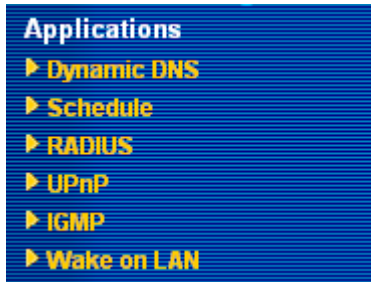 Applications
Dynamic DNS
Schedule
RADIUS
UPnP
IGMP
Wake on LAN